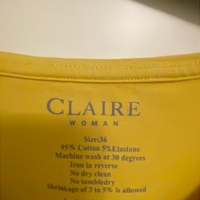 CLAIRE
WOMAN
Size:36
95% Cotton 5%Elastane
Machine wash at 30 degrees
Iron in reverse
No dry clean
No tumbledry
Shrinkage of 3 to 5% is allowed